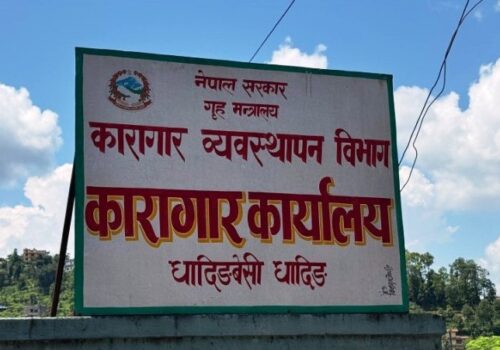 नेपाल सरकार
गृह मन्त्रालय
कारागार व्यवस्थापन विभाग
कारागार कार्यालय
धादिङबेसी धादिङ